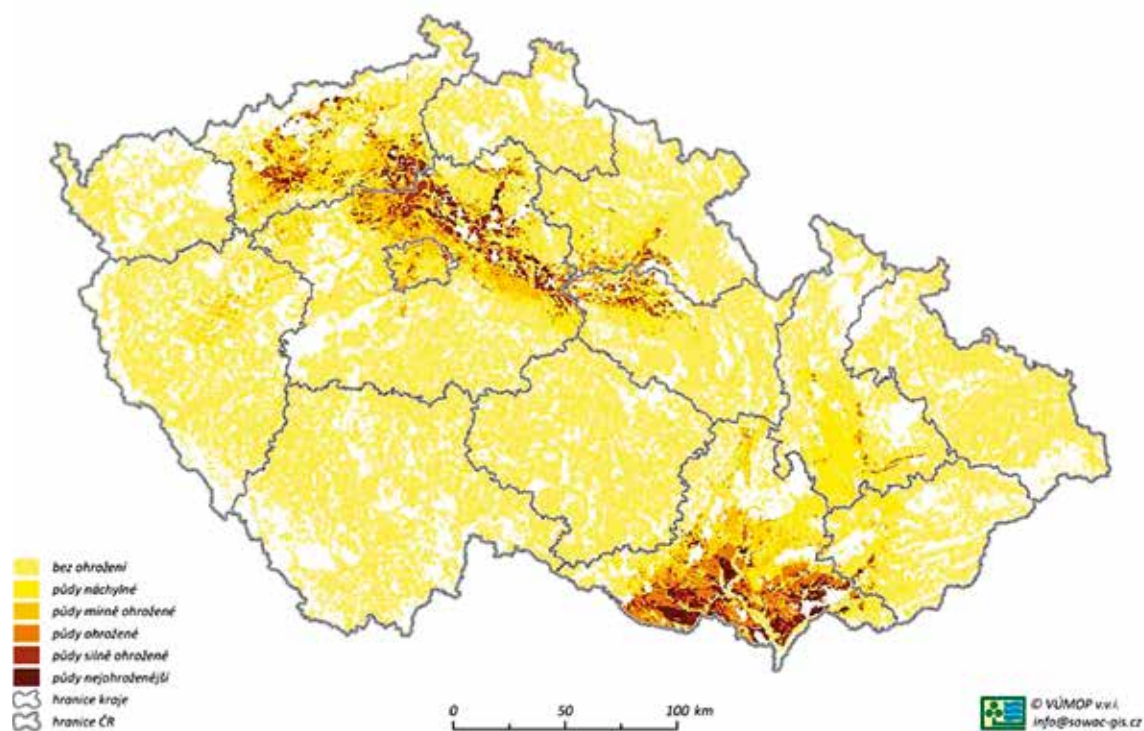 bez ohrožení
půdy náchylné
půdy mírně ohrožené
půdy ohrožené
půdy silně ohrožené
půdy nejohroženější
hranice kraje
hranice ČR
0 50 100 km
© VÚMOP v.v.i.
info@sowac-gis.cz